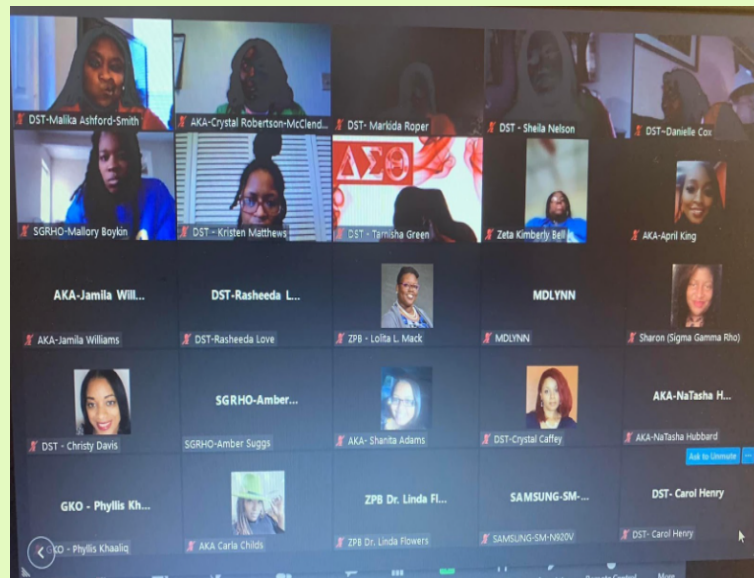 DST-Malika Ashford-Smith
AKA-Crystal Robertson-McClend...
DST- Markida Roper
DST - Sheila Nelson
DST-Danielle Cox
SGRHO-Mallory Boykin
DST - Kristen Matthews
ΔΣΘ
DST - Tarnisha Green
Zeta Kimberly Bell
AKA-April King
AKA-Jamila Will...
AKA-Jamila Williams
DST-Rasheeda L...
DST-Rasheeda Love
ZPB - Lolita L. Mack
MDLYNN
MDLYNN
Sharon (Sigma Gamma Rho)
DST - Christy Davis
SGRHO-Amber...
SGRHO-Amber Suggs
AKA- Shanita Adams
DST-Crystal Caffey
AKA-NaTasha H...
AKA-NaTasha Hubbard
Ask to Unmute
GKO - Phyllis Kh...
GKO - Phyllis Khaaliq
AKA Carla Childs
ZPB Dr. Linda Fl...
ZPB Dr. Linda Flowers
SAMSUNG-SM-...
SAMSUNG-SM-N920V
DST- Carol Henry
DST- Carol Henry